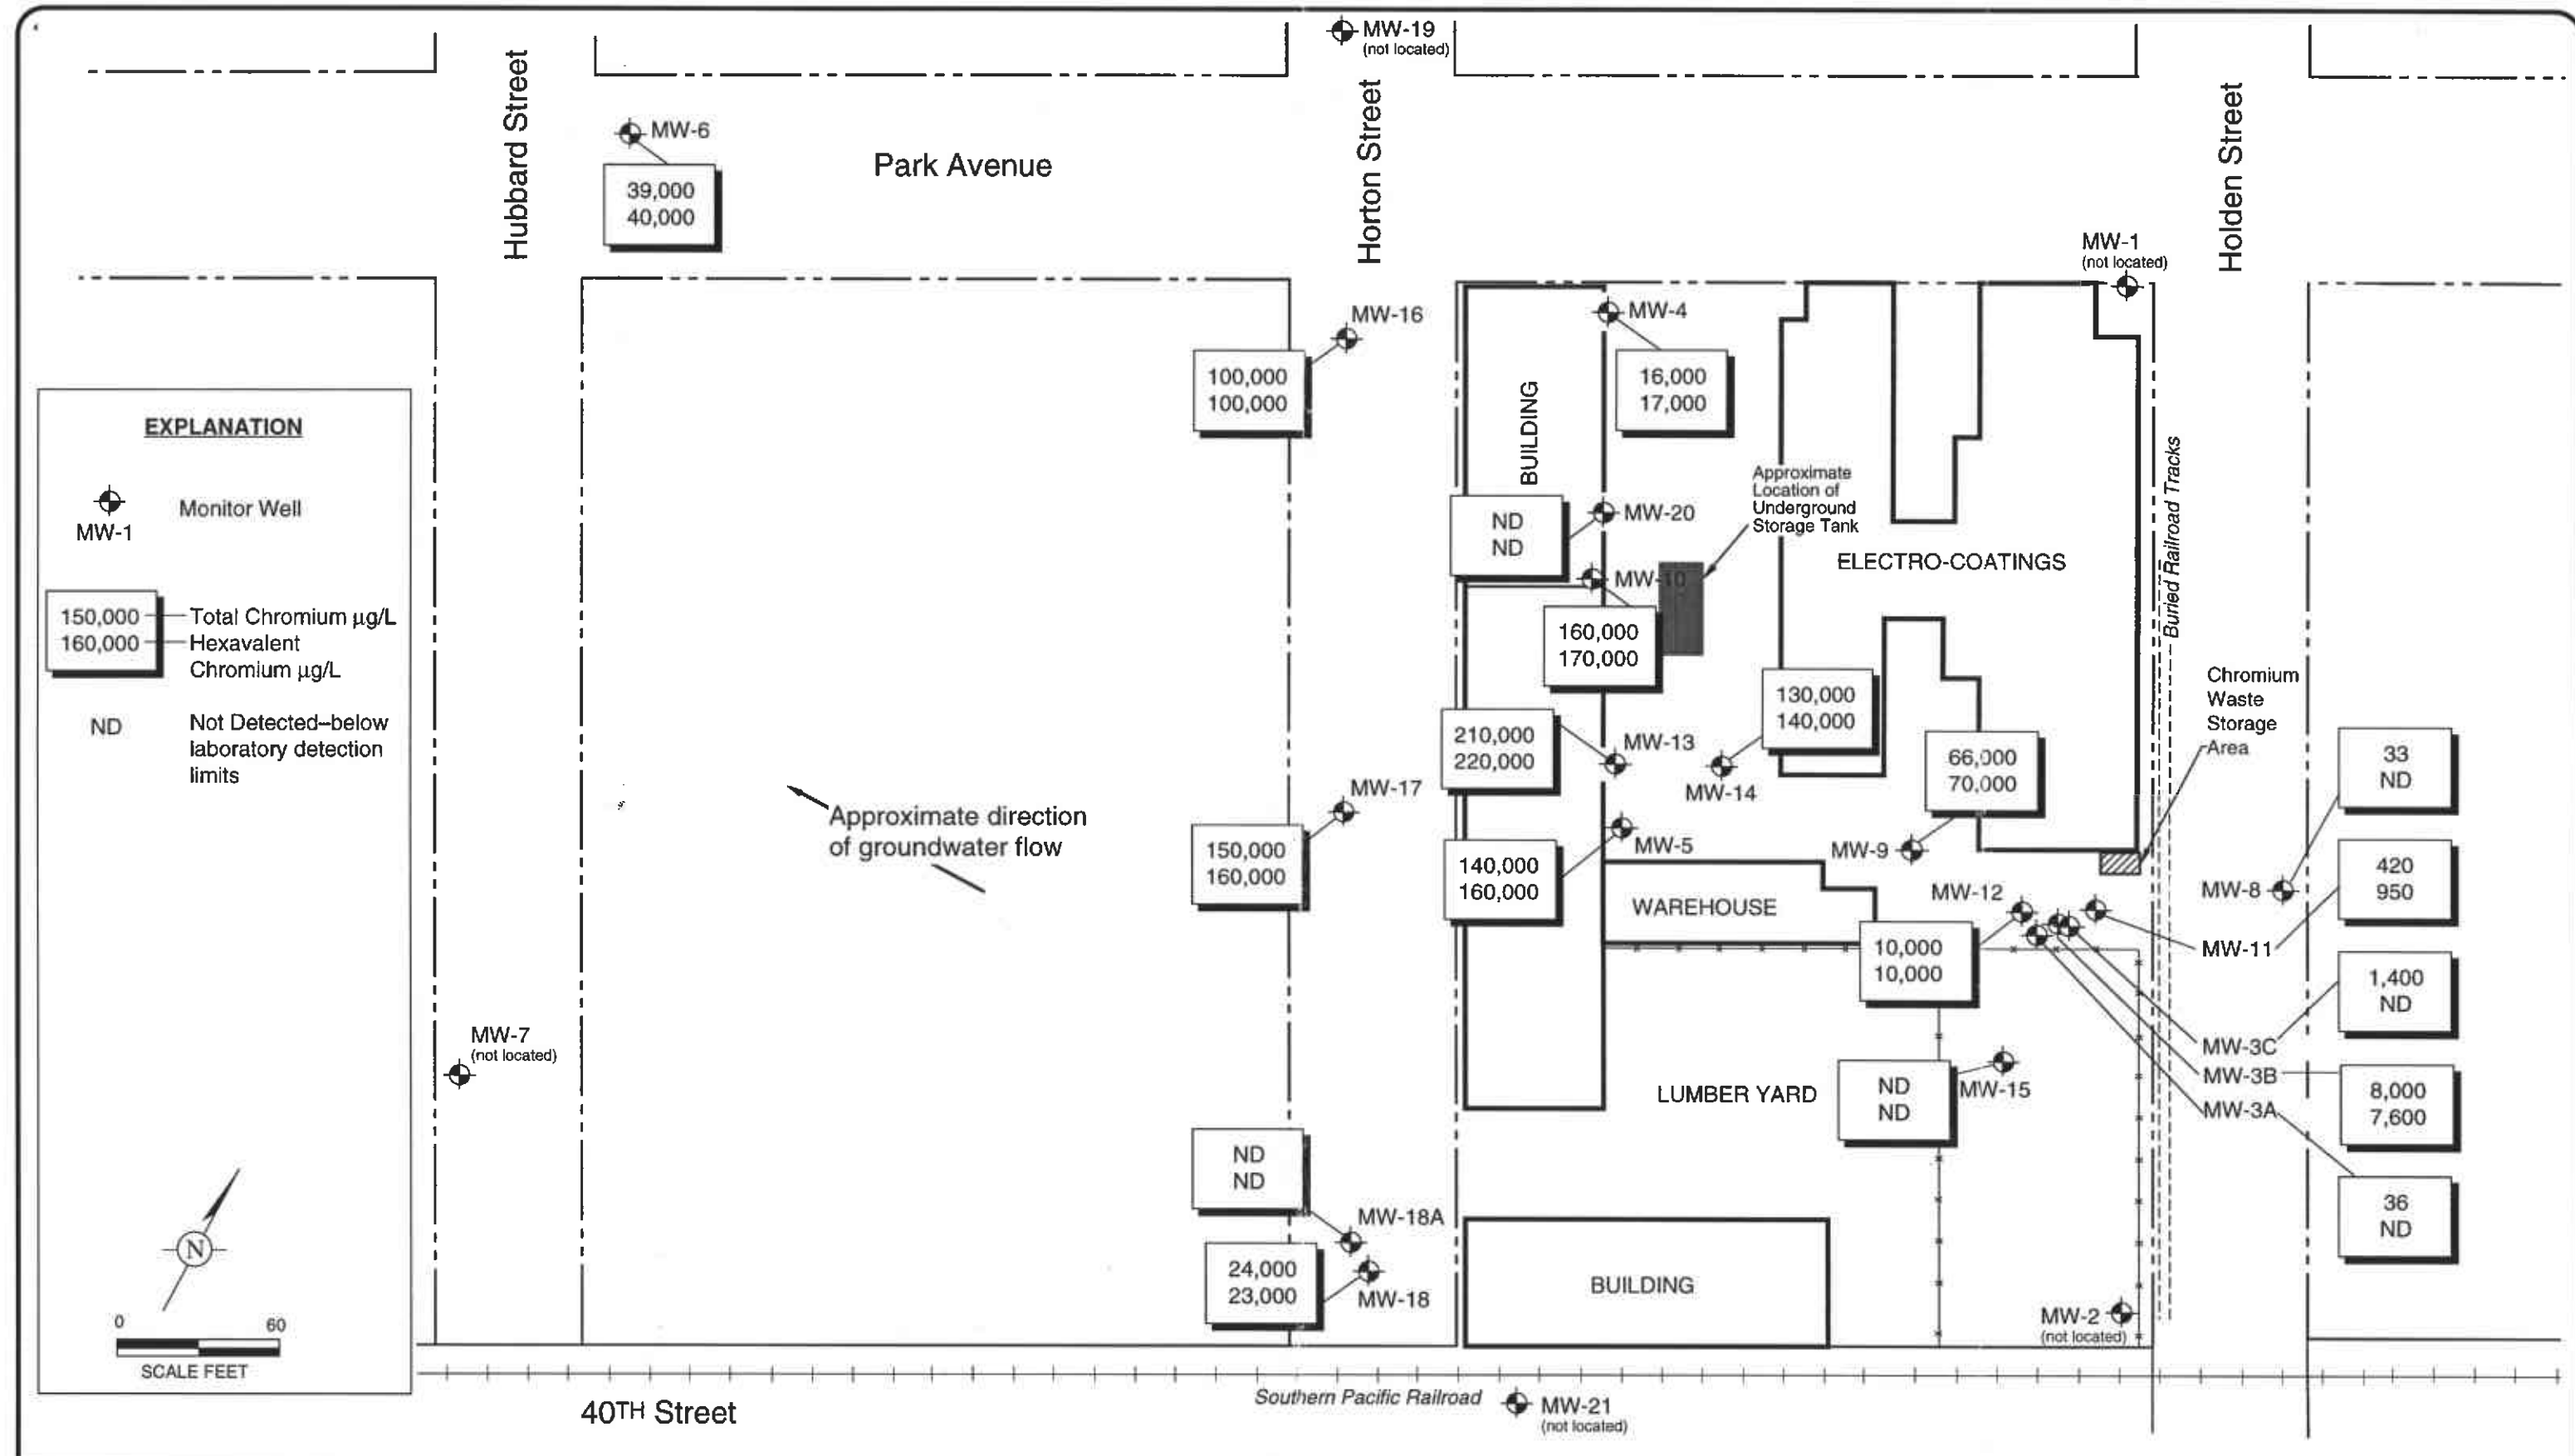 MW-19
(not located)
Hubbard Street
MW-6
39,000
40,000
Park Avenue
Horton Street
Holden Street
MW-1
(not located)
MW-16
100,000
100,000
MW-4
16,000
17,000
BUILDING
EXPLANATION
MW-1
Monitor Well
150,000
160,000
Total Chromium µg/L
Hexavalent
Chromium µg/L
ND
Not Detected–below
laboratory detection
limits
N
0
60
SCALE FEET
ND
ND
MW-20
MW-10
160,000
170,000
Approximate
Location of
Underground
Storage Tank
ELECTRO-COATINGS
Buried Railroad Tracks
Chromium
Waste
Storage
Area
210,000
220,000
MW-13
130,000
140,000
MW-14
66,000
70,000
MW-9
MW-17
150,000
160,000
Approximate direction
of groundwater flow
140,000
160,000
MW-5
WAREHOUSE
MW-12
10,000
10,000
MW-8
33
ND
MW-11
420
950
MW-3C
1,400
ND
MW-3B
8,000
7,600
MW-3A
36
ND
MW-7
(not located)
LUMBER YARD
ND
ND
MW-15
ND
ND
MW-18A
24,000
23,000
MW-18
BUILDING
MW-2
(not located)
Southern Pacific Railroad
MW-21
(not located)
40TH Street